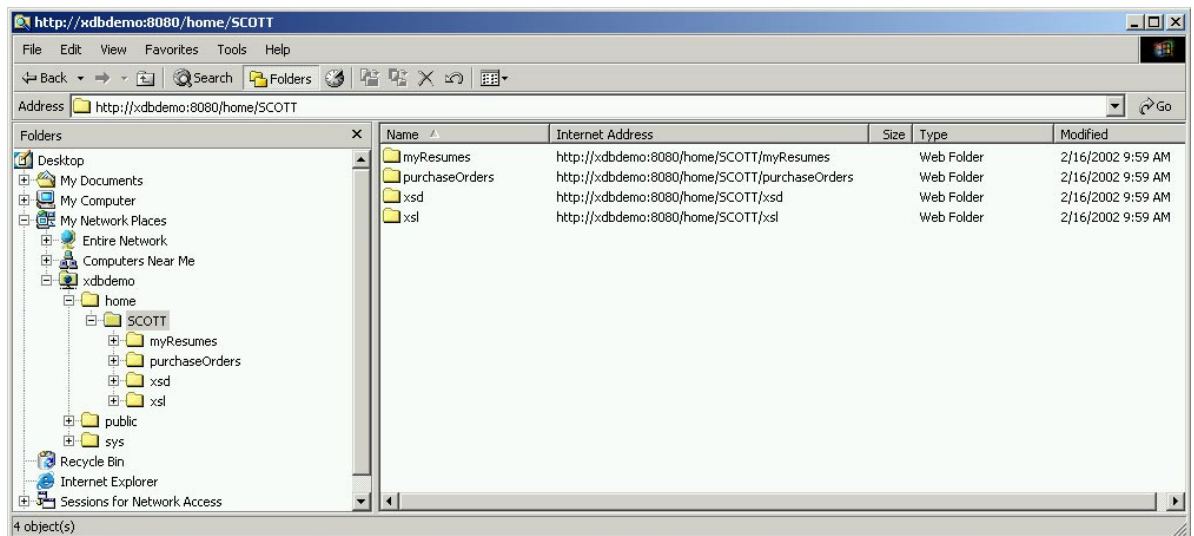 http://xdbdemo:8080/home/SCOTT
File Edit View Favorites Tools Help
Back Search Folders
Address http://xdbdemo:8080/home/SCOTT Go
Folders
Desktop
My Documents
My Computer
My Network Places
Entire Network
Computers Near Me
xdbdemo
home
SCOTT
myResumes
purchaseOrders
xsd
xsl
public
sys
Recycle Bin
Internet Explorer
Sessions for Network Access
Name Internet Address Size Type Modified
myResumes http://xdbdemo:8080/home/SCOTT/myResumes Web Folder 2/16/2002 9:59 AM
purchaseOrders http://xdbdemo:8080/home/SCOTT/purchaseOrders Web Folder 2/16/2002 9:59 AM
xsd http://xdbdemo:8080/home/SCOTT/xsd Web Folder 2/16/2002 9:59 AM
xsl http://xdbdemo:8080/home/SCOTT/xsl Web Folder 2/16/2002 9:59 AM
4 object(s)